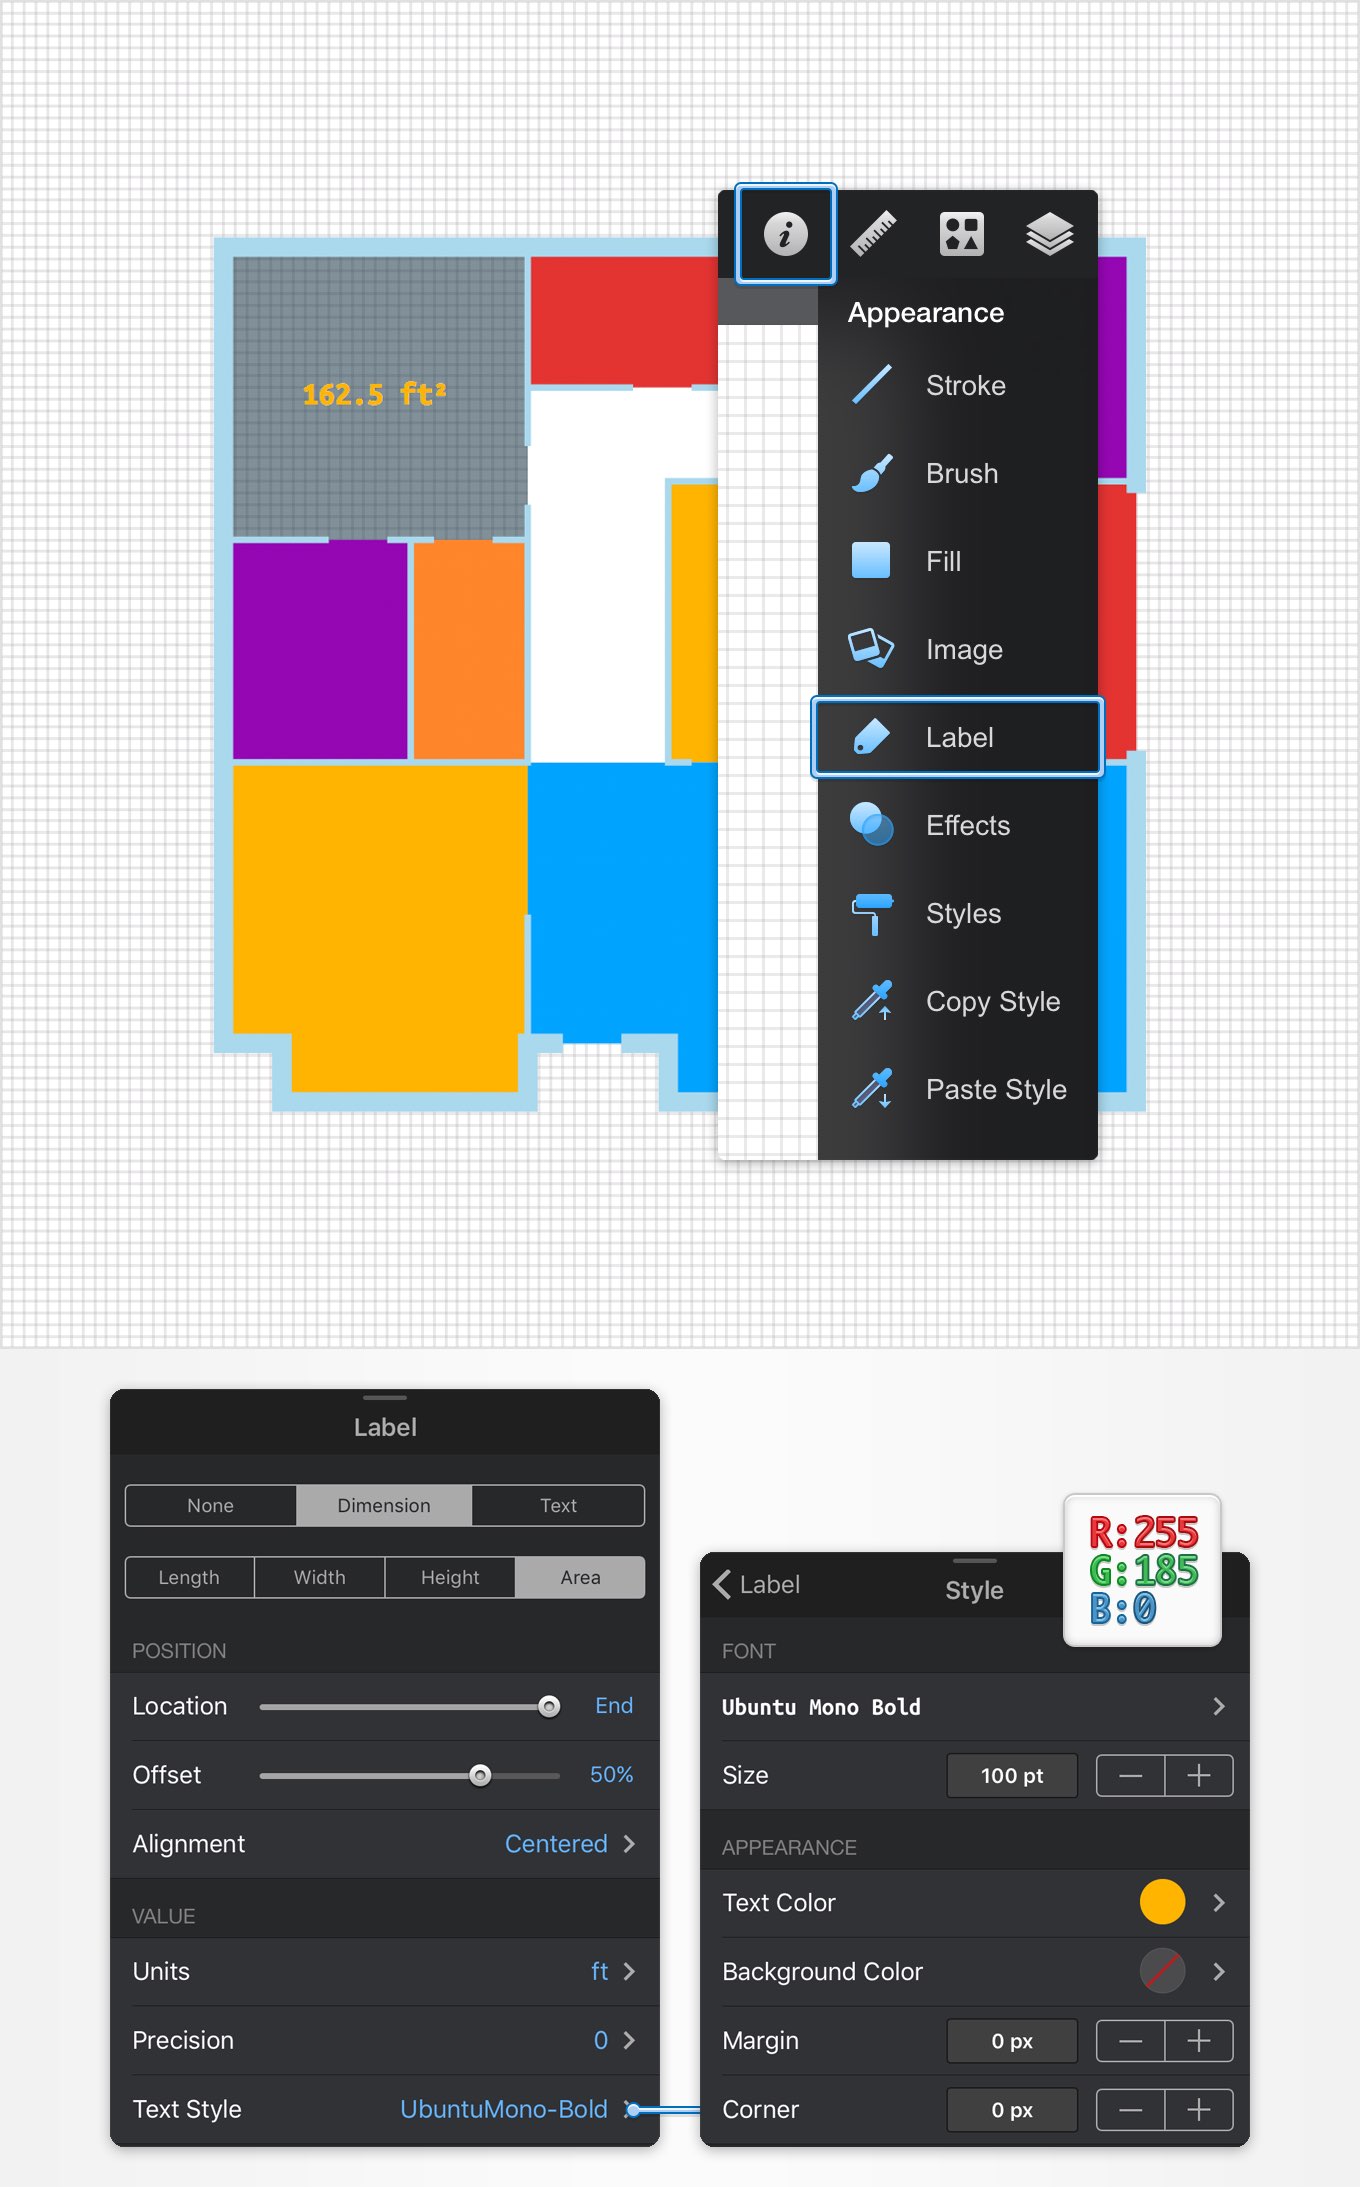 162.5 ft²
Appearance
Stroke
Brush
Fill
Image
Label
Effects
Styles
Copy Style
Paste Style
Label
None Dimension Text
Length Width Height Area
POSITION
Location End
Offset 50%
Alignment Centered
VALUE
Units ft
Precision 0
Text Style UbuntuMono-Bold
R:255
G:185
B:0
Label Style
FONT
Ubuntu Mono Bold
Size 100 pt
APPEARANCE
Text Color
Background Color
Margin 0 px
Corner 0 px